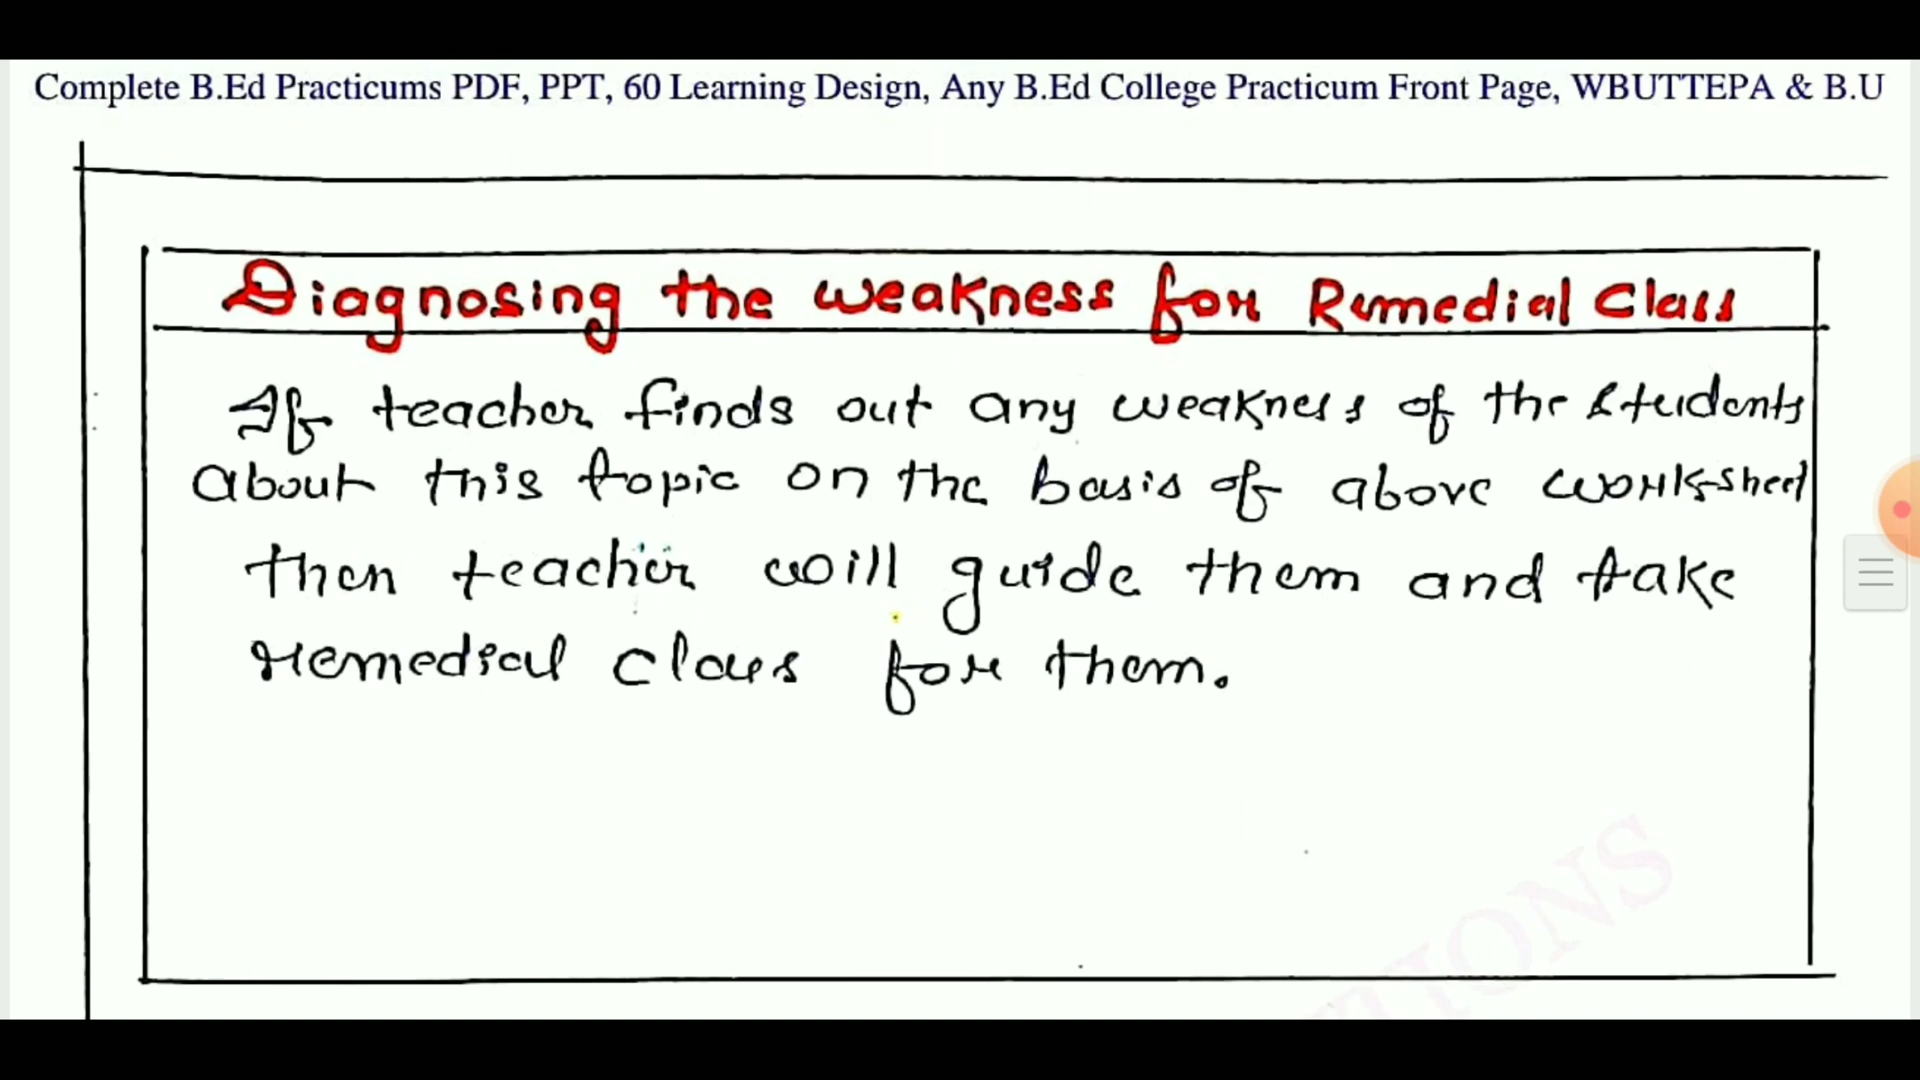 Complete B.Ed Practicums PDF, PPT, 60 Learning Design, Any B.Ed College Practicum Front Page, WBUTTEPA & B.U
Diagnosing the weakness for Remedial Class
If teacher finds out any weakness of the students
about this topic on the basis of above worksheet
then teacher will guide them and take
remedial class for them.